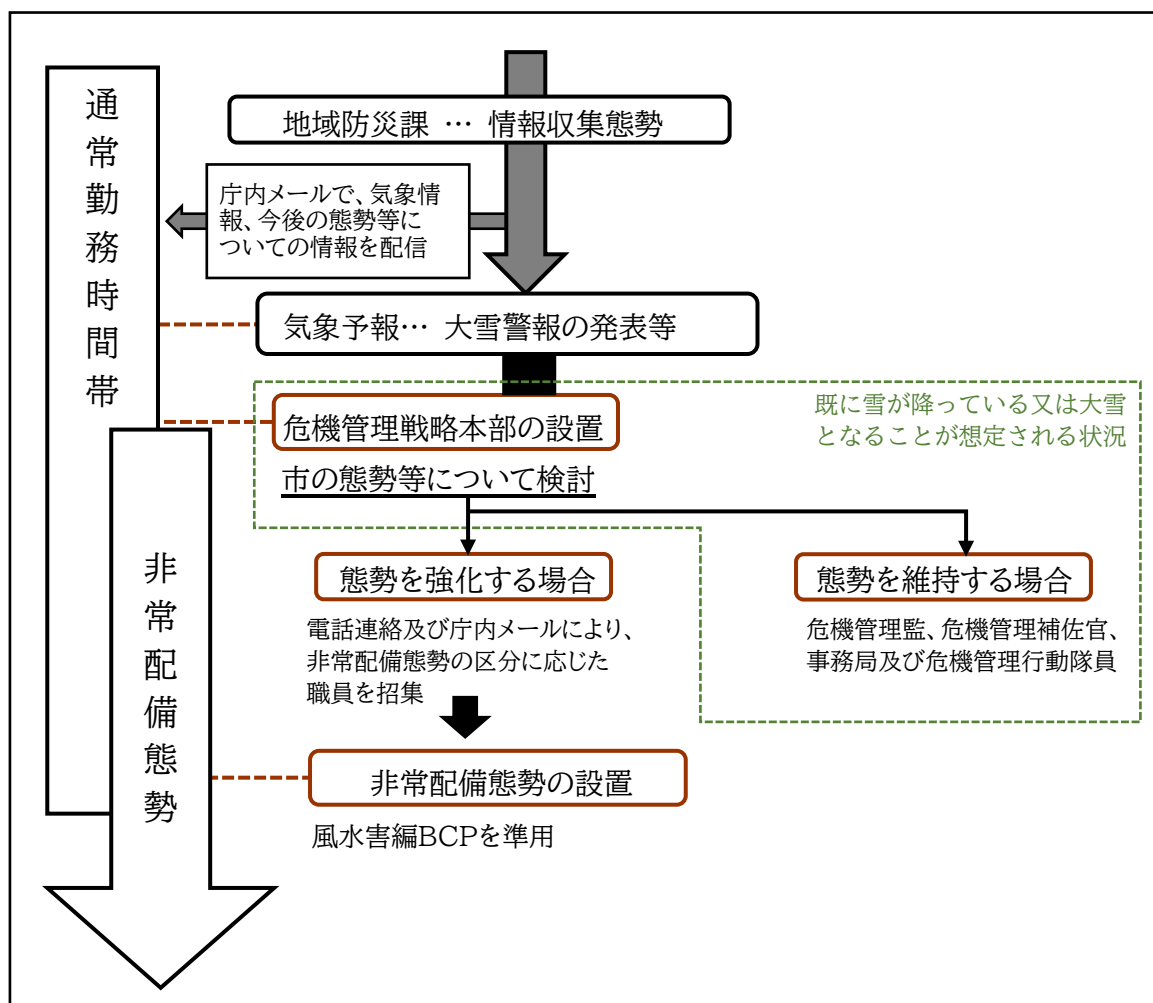 通常勤務時間帯
地域防災課 … 情報収集態勢
庁内メールで、気象情
報、今後の態勢等に
ついての情報を配信
気象予報… 大雪警報の発表等
既に雪が降っている又は大雪
となることが想定される状況
危機管理戦略本部の設置
市の態勢等について検討
非常配備態勢
態勢を強化する場合
電話連絡及び庁内メールにより、
非常配備態勢の区分に応じた
職員を招集
態勢を維持する場合
危機管理監、危機管理補佐官、
事務局及び危機管理行動隊員
非常配備態勢の設置
風水害編BCPを準用